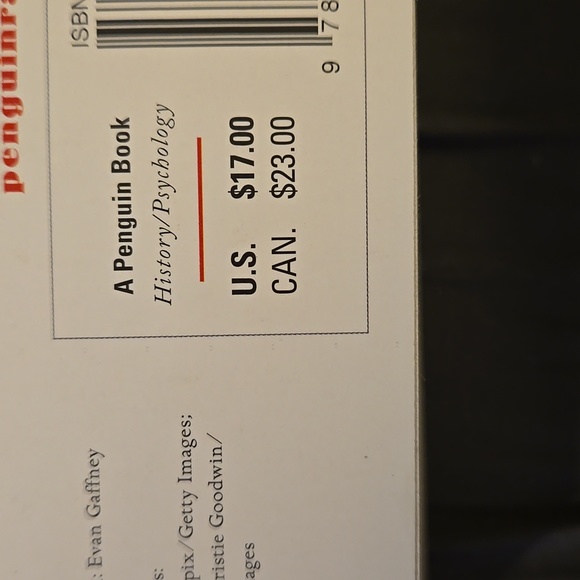 penguinra
ISBN
9 78
A Penguin Book
History/Psychology
U.S. $17.00
CAN. $23.00
: Evan Gaffney
s:
pix/Getty Images;
ristie Goodwin/
ages